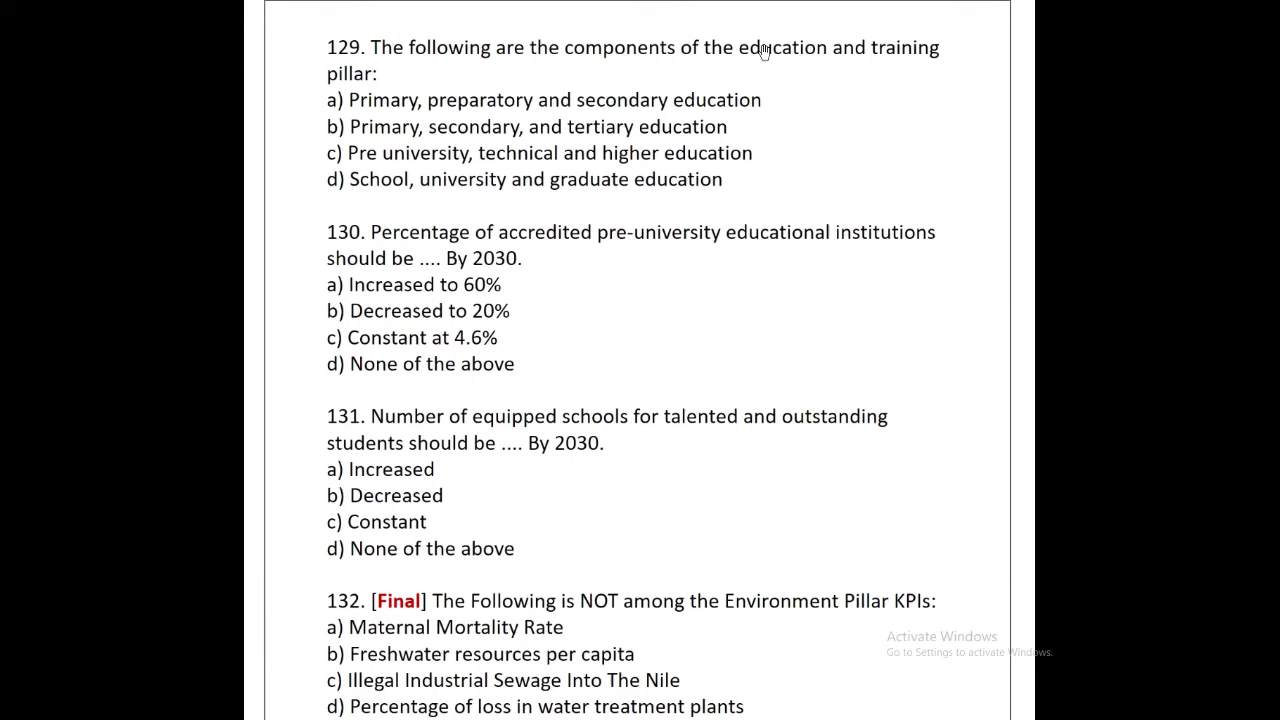 129. The following are the components of the education and training
pillar:
a) Primary, preparatory and secondary education
b) Primary, secondary, and tertiary education
c) Pre university, technical and higher education
d) School, university and graduate education
130. Percentage of accredited pre-university educational institutions
should be .... By 2030.
a) Increased to 60%
b) Decreased to 20%
c) Constant at 4.6%
d) None of the above
131. Number of equipped schools for talented and outstanding
students should be .... By 2030.
a) Increased
b) Decreased
c) Constant
d) None of the above
132. [Final] The Following is NOT among the Environment Pillar KPIs:
a) Maternal Mortality Rate
b) Freshwater resources per capita
c) Illegal Industrial Sewage Into The Nile
d) Percentage of loss in water treatment plants
Activate Windows
Go to Settings to activate Windows.